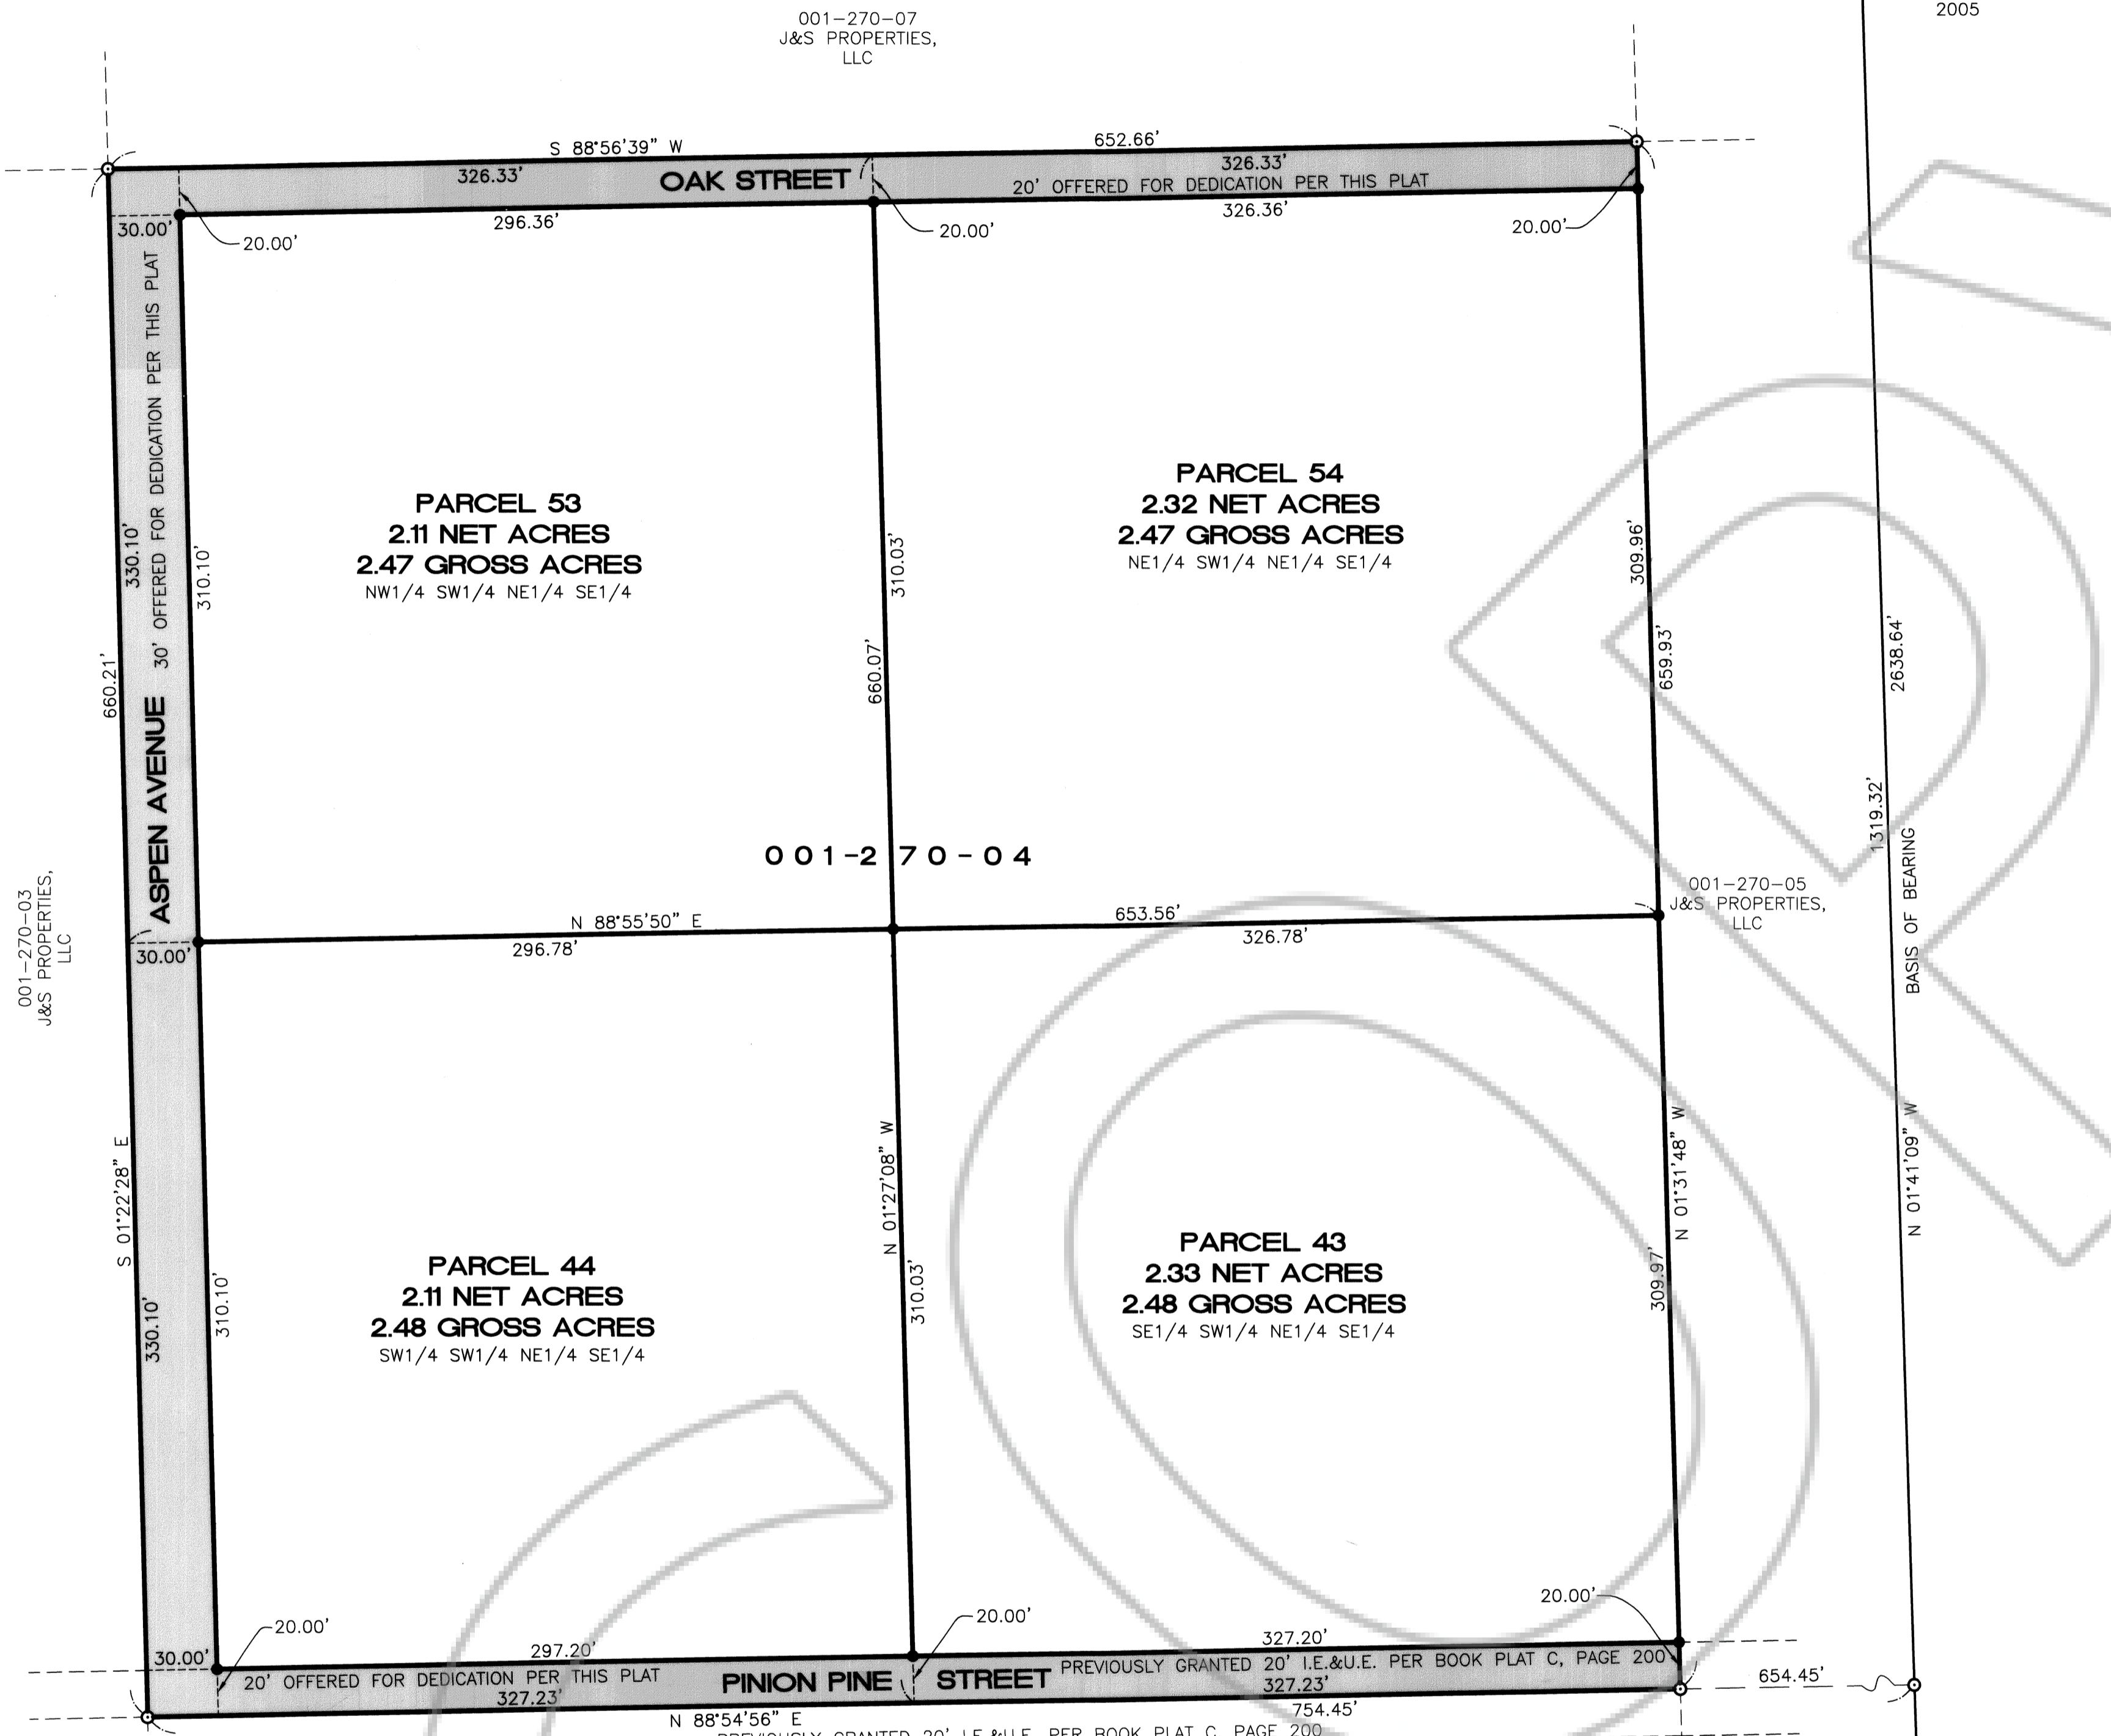 001-270-07
J&S PROPERTIES,
LLC
2005
S 88°56'39" W
652.66'
326.33'
OAK STREET
326.33'
20' OFFERED FOR DEDICATION PER THIS PLAT
296.36'
326.36'
30.00'
20.00'
20.00'
20.00'
30' OFFERED FOR DEDICATION PER THIS PLAT
ASPEN AVENUE
330.10'
310.10'
660.21'
PARCEL 53
2.11 NET ACRES
2.47 GROSS ACRES
NW1/4 SW1/4 NE1/4 SE1/4
310.03'
660.07'
PARCEL 54
2.32 NET ACRES
2.47 GROSS ACRES
NE1/4 SW1/4 NE1/4 SE1/4
309.96'
659.93'
2638.64'
1319.32'
BASIS OF BEARING
N 01°41'09" W
001-270-04
001-270-03
J&S PROPERTIES,
LLC
001-270-05
J&S PROPERTIES,
LLC
N 88°55'50" E
653.56'
30.00'
296.78'
326.78'
S 01°22'28" E
330.10'
310.10'
N 01°27'08" W
310.03'
N 01°31'48" W
309.97'
PARCEL 44
2.11 NET ACRES
2.48 GROSS ACRES
SW1/4 SW1/4 NE1/4 SE1/4
PARCEL 43
2.33 NET ACRES
2.48 GROSS ACRES
SE1/4 SW1/4 NE1/4 SE1/4
20.00'
20.00'
20.00'
30.00'
297.20'
327.20'
20' OFFERED FOR DEDICATION PER THIS PLAT
PINION PINE STREET
PREVIOUSLY GRANTED 20' I.E.&U.E. PER BOOK PLAT C, PAGE 200
327.23'
327.23'
654.45'
N 88°54'56" E
754.45'
PREVIOUSLY GRANTED 20' I.E.&U.E. PER BOOK PLAT C, PAGE 200